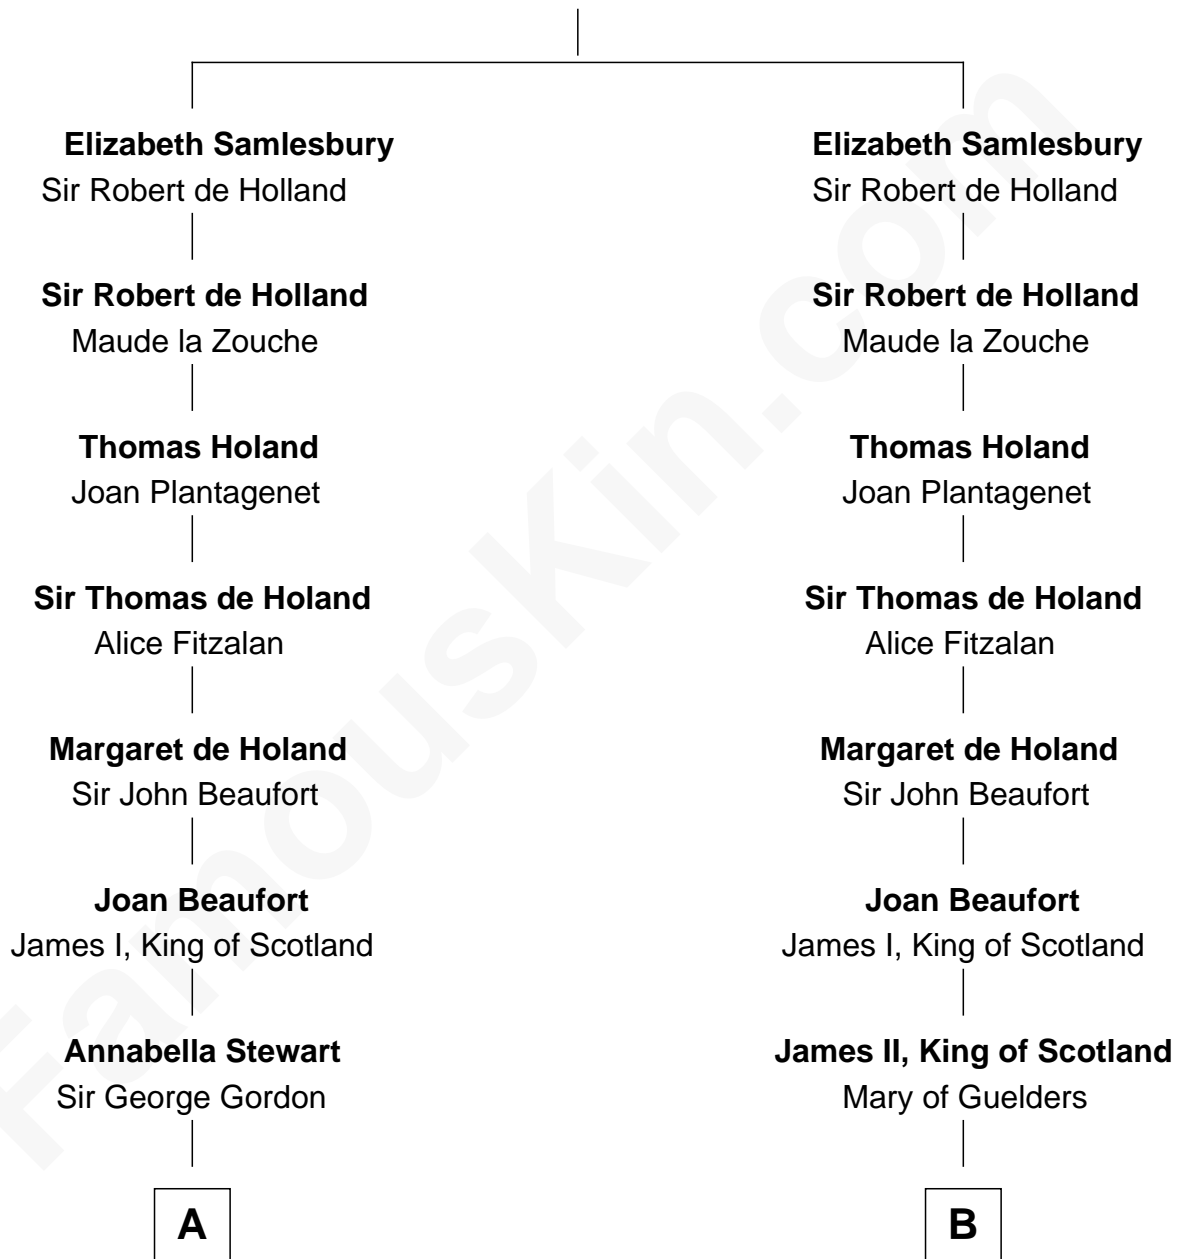 Elizabeth Samlesbury
Sir Robert de Holland
Sir Robert de Holland
Maude la Zouche
Thomas Holand
Joan Plantagenet
Sir Thomas de Holand
Alice Fitzalan
Margaret de Holand
Sir John Beaufort
Joan Beaufort
James I, King of Scotland
Annabella Stewart
Sir George Gordon
A
Elizabeth Samlesbury
Sir Robert de Holland
Sir Robert de Holland
Maude la Zouche
Thomas Holand
Joan Plantagenet
Sir Thomas de Holand
Alice Fitzalan
Margaret de Holand
Sir John Beaufort
Joan Beaufort
James I, King of Scotland
James II, King of Scotland
Mary of Guelders
B
FamousKin.com